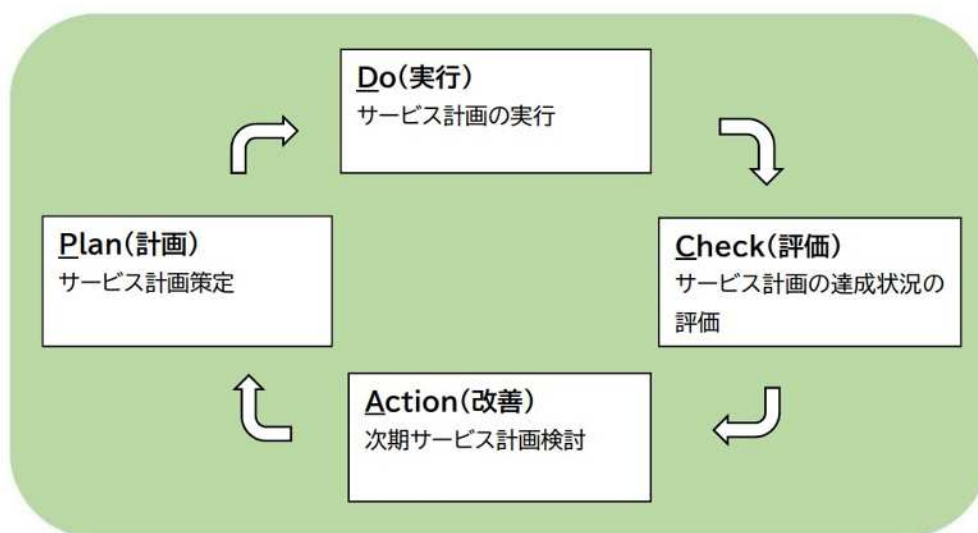 Do(実行)
サービス計画の実行
Plan(計画)
サービス計画策定
Check(評価)
サービス計画の達成状況の
評価
Action(改善)
次期サービス計画検討